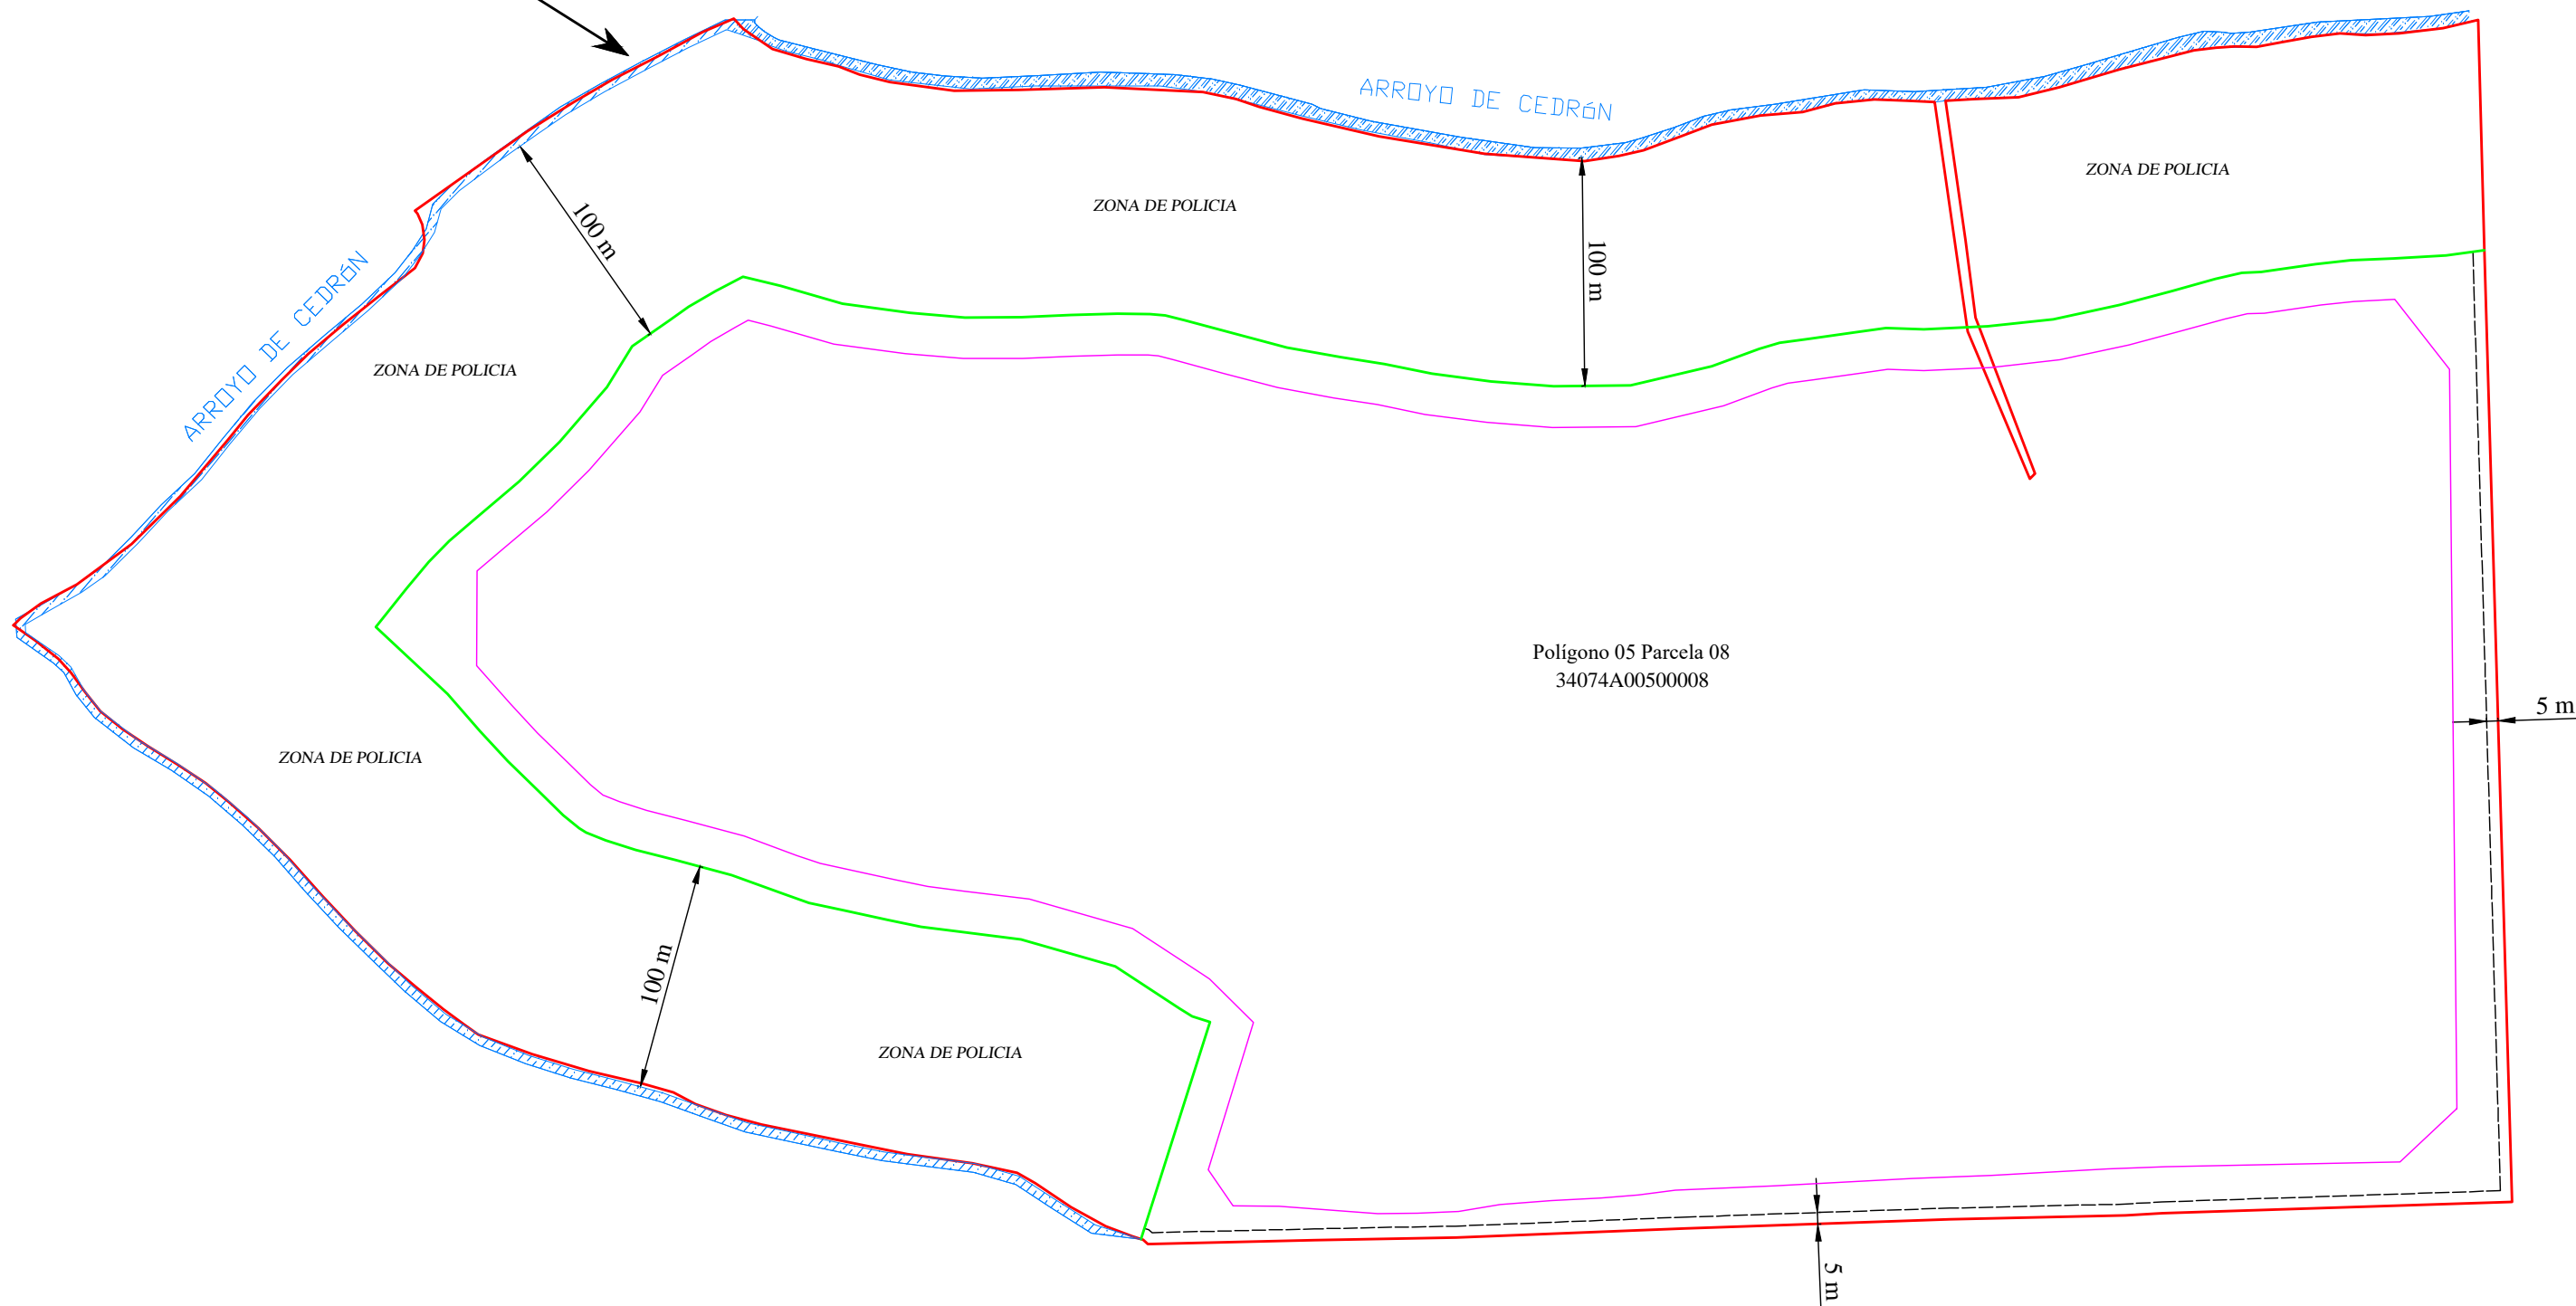 ARROYO DE CEDRóN
ZONA DE POLICIA
ZONA DE POLICIA
100 m
100 m
ARROYO DE CEDRóN
ZONA DE POLICIA
Polígono 05 Parcela 08
34074A00500008
5 m
ZONA DE POLICIA
100 m
ZONA DE POLICIA
5 m